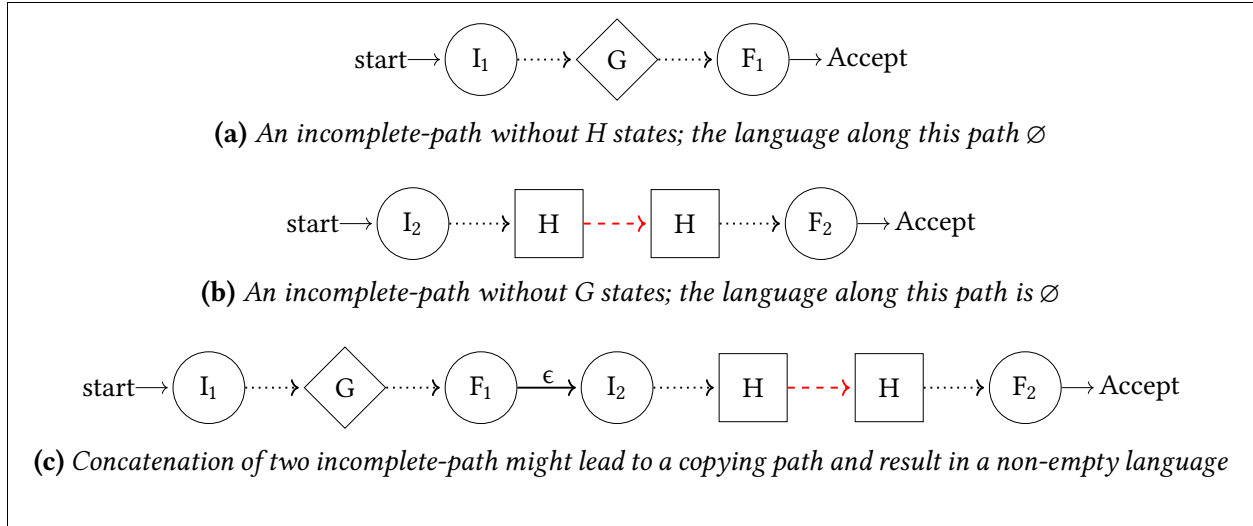 start I₁ G F₁ Accept
(a) An incomplete-path without H states; the language along this path ∅
start I₂ H H F₂ Accept
(b) An incomplete-path without G states; the language along this path is ∅
start I₁ G F₁ ϵ I₂ H H F₂ Accept
(c) Concatenation of two incomplete-path might lead to a copying path and result in a non-empty language